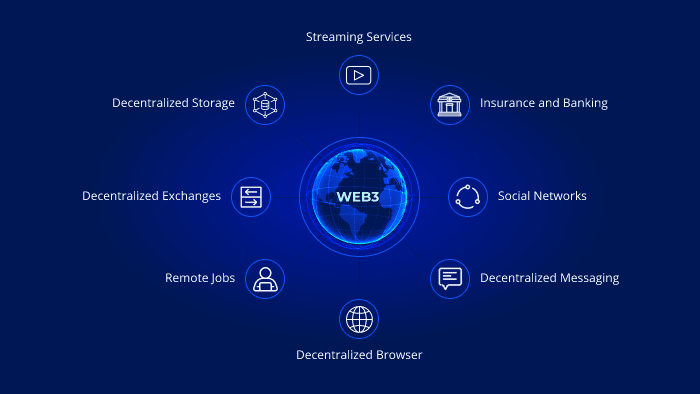 Streaming Services
Decentralized Storage
Insurance and Banking
Decentralized Exchanges
WEB3
Social Networks
Remote Jobs
Decentralized Messaging
Decentralized Browser